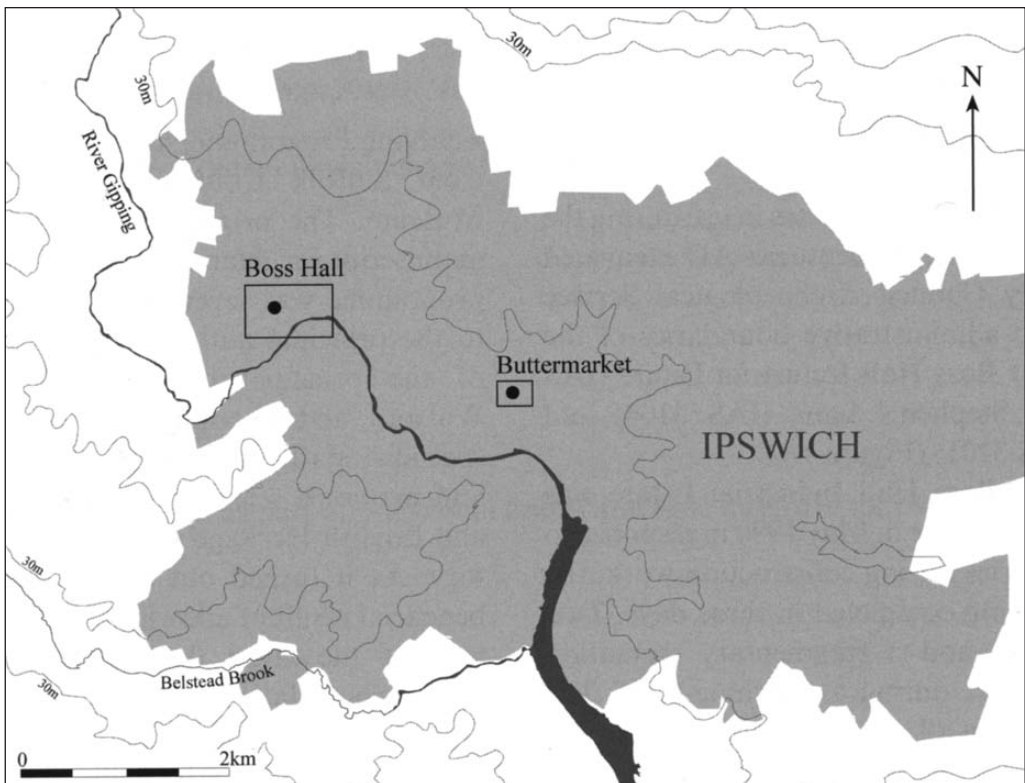 30m
30m
N
River Gipping
Boss Hall
Buttermarket
IPSWICH
30m
Belstead Brook
30m
0 2km